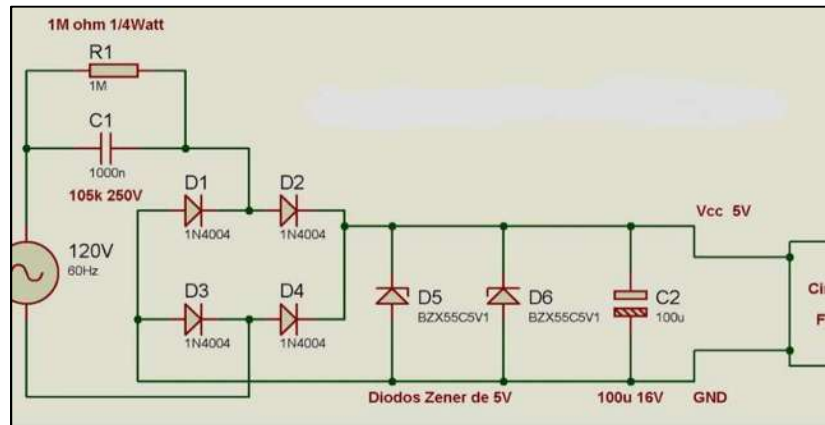 1M ohm 1/4Watt
R1
1M
C1
1000n
105k 250V
D1
1N4004
D2
1N4004
120V
60Hz
D3
1N4004
D4
1N4004
D5
BZX55C5V1
D6
BZX55C5V1
C2
100u
Vcc 5V
Diodos Zener de 5V
100u 16V
GND